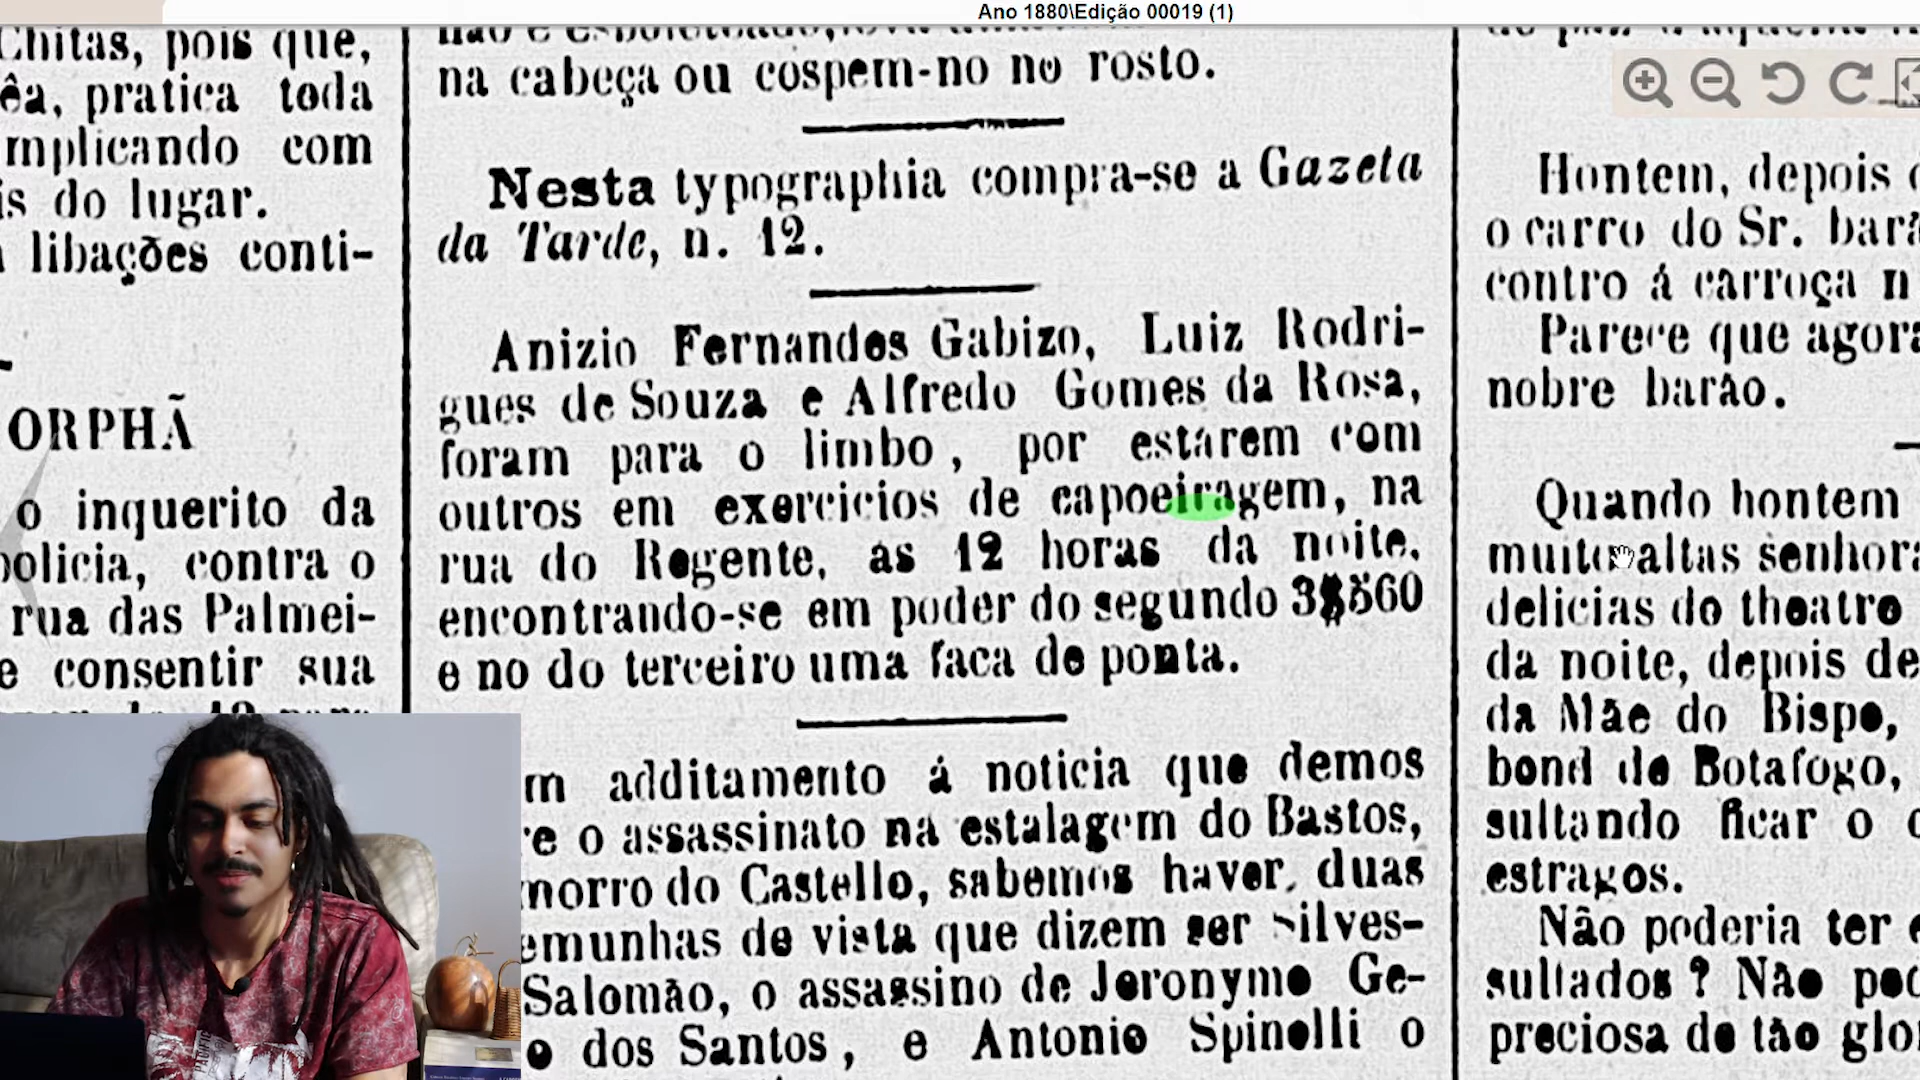 Ano 1880\Edição 00019 (1)
Chitas, pois que,
êa, pratica toda
mplicando com
is do lugar.
libações conti-
ORPHÃ
o inquerito da
policia, contra o
rua das Palmei-
e consentir sua
na cabeça ou cospem-no no rosto.
Nesta typographia compra-se a Gazeta
da Tarde, n. 12.
Anizio Fernandes Gabizo, Luiz Rodri-
gues de Souza e Alfredo Gomes da Rosa,
foram para o limbo, por estarem com
outros em exercicios de capoeiragem, na
rua do Regente, as 12 horas da noite,
encontrando-se em poder do segundo 3$560
e no do terceiro uma faca de ponta.
m additamento á noticia que demos
re o assassinato na estalagem do Bastos,
morro do Castello, sabemos haver, duas
emunhas de vista que dizem ser Silves-
Salomão, o assassino de Jeronymo Ge-
o dos Santos, e Antonio Spinelli o
Hontem, depois
o carro do Sr. bará
contro á carroça n
Parece que agora
nobre barão.
Quando hontem
muito altas senhora
delicias do theatro
da noite, depois de
da Mãe do Bispo,
bond de Botafogo,
sultando ficar o
estragos.
Não poderia ter
sultados? Não pod
preciosa de tão glor